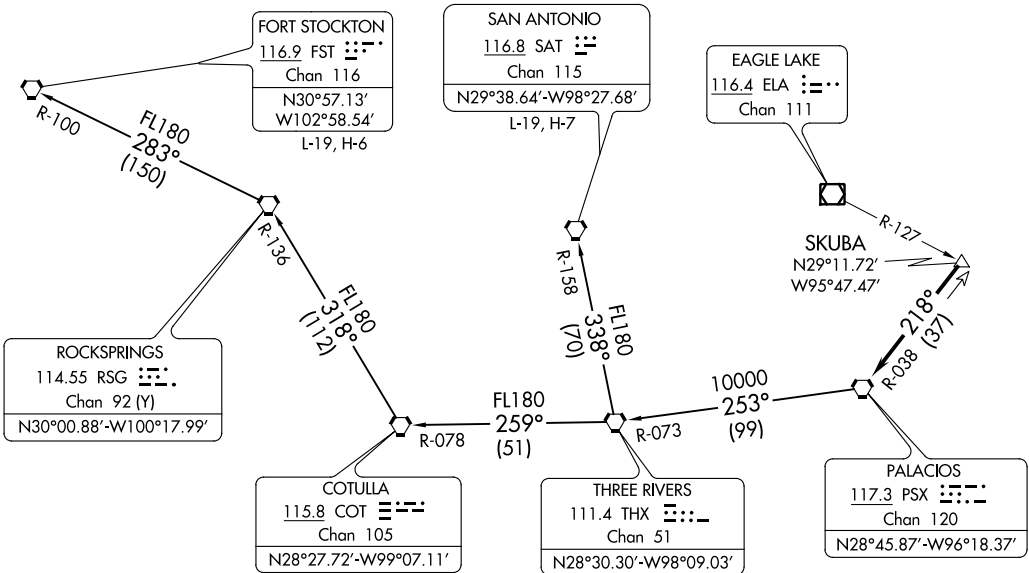 FORT STOCKTON
116.9 FST
Chan 116
N30°57.13′
W102°58.54′
L-19, H-6
SAN ANTONIO
116.8 SAT
Chan 115
N29°38.64′-W98°27.68′
L-19, H-7
EAGLE LAKE
116.4 ELA
Chan 111
R-100
FL180
283°
(150)
R-127
SKUBA
N29°11.72′
W95°47.47′
R-136
FL180
318°
(112)
R-158
FL180
338°
(70)
218°
(37)
R-038
ROCKSPRINGS
114.55 RSG
Chan 92 (Y)
N30°00.88′-W100°17.99′
R-078
FL180
259°
(51)
R-073
10000
253°
(99)
COTULLA
115.8 COT
Chan 105
N28°27.72′-W99°07.11′
THREE RIVERS
111.4 THX
Chan 51
N28°30.30′-W98°09.03′
PALACIOS
117.3 PSX
Chan 120
N28°45.87′-W96°18.37′